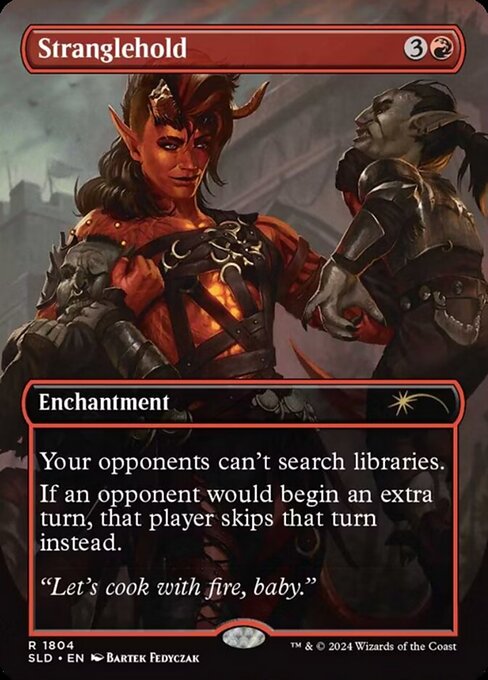 Stranglehold 3
Enchantment
Your opponents can't search libraries.
If an opponent would begin an extra
turn, that player skips that turn
instead.
“Let's cook with fire, baby.”
R 1804
SLD • EN Bartek Fedyczak
™ & © 2024 Wizards of the Coast